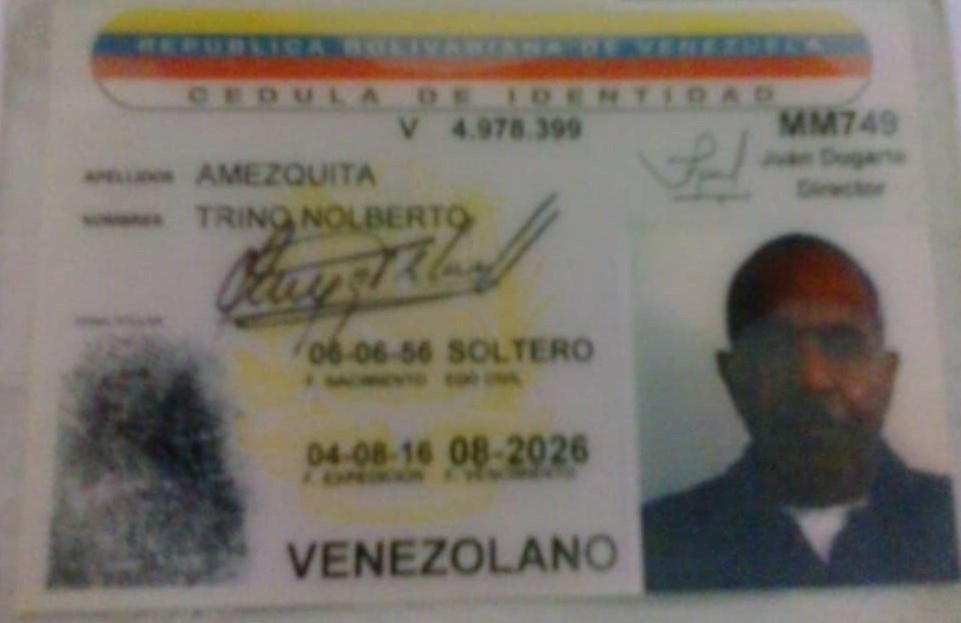 REPUBLICA BOLIVARIANA DE VENEZUELA
CEDULA DE IDENTIDAD
V 4.978.399
MM749
Juan Dugarte
Director
APELLIDOS AMEZQUITA
NOMBRES TRINO NOLBERTO
06-06-56 SOLTERO
F. NACIMIENTO EDO CIVIL
04-08-16 08-2026
F. EXPEDICION F. VENCIMIENTO
VENEZOLANO